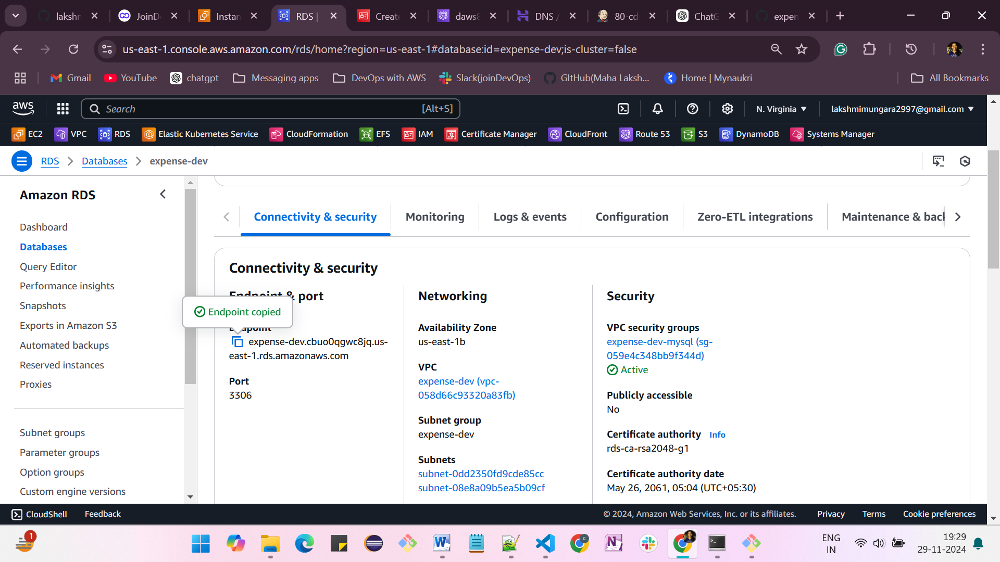 lakshn
JoinD
Instan
RDS |
Create
daws8
DNS /
80-cd
ChatG
expen
us-east-1.console.aws.amazon.com/rds/home?region=us-east-1#database:id=expense-dev;is-cluster=false
Gmail
YouTube
chatgpt
Messaging apps
DevOps with AWS
Slack(joinDevOps)
GItHub(Maha Laksh...
Home | Mynaukri
All Bookmarks
aws
Search
[Alt+S]
N. Virginia
lakshmimungara2997@gmail.com
EC2
VPC
RDS
Elastic Kubernetes Service
CloudFormation
EFS
IAM
Certificate Manager
CloudFront
Route 53
S3
DynamoDB
Systems Manager
RDS
Databases
expense-dev
Amazon RDS
Dashboard
Databases
Query Editor
Performance insights
Snapshots
Exports in Amazon S3
Automated backups
Reserved instances
Proxies
Subnet groups
Parameter groups
Option groups
Custom engine versions
Connectivity & security
Monitoring
Logs & events
Configuration
Zero-ETL integrations
Maintenance & back
Connectivity & security
Endpoint & port
Endpoint copied
Endpoint
expense-dev.cbuo0qgwc8jq.us-
east-1.rds.amazonaws.com
Port
3306
Networking
Availability Zone
us-east-1b
VPC
expense-dev (vpc-
058d66c93320a83fb)
Subnet group
expense-dev
Subnets
subnet-0dd2350fd9cde85cc
subnet-08e8a09b5ea5b09cf
Security
VPC security groups
expense-dev-mysql (sg-
059e4c348bb9f344d)
Active
Publicly accessible
No
Certificate authority Info
rds-ca-rsa2048-g1
Certificate authority date
May 26, 2061, 05:04 (UTC+05:30)
CloudShell
Feedback
© 2024, Amazon Web Services, Inc. or its affiliates.
Privacy
Terms
Cookie preferences
1
ENG
IN
19:29
29-11-2024